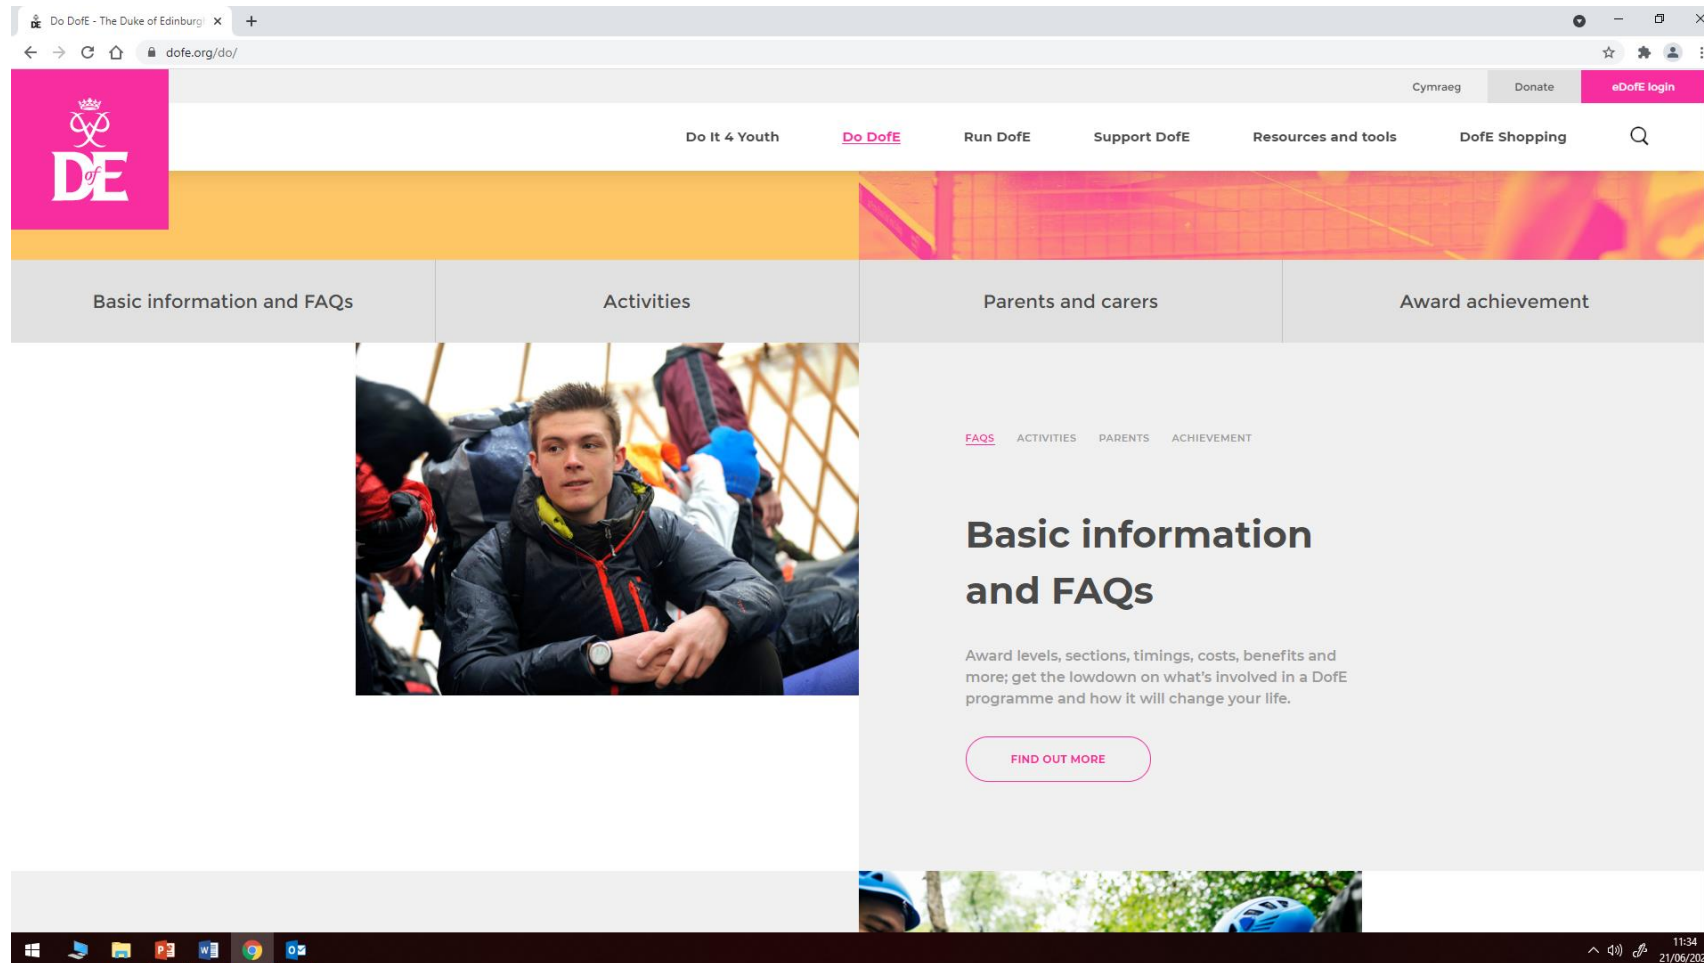 Do DofE - The Duke of Edinburg
dofe.org/do/
Cymraeg Donate eDofE login
DofE
Do It 4 Youth Do DofE Run DofE Support DofE Resources and tools DofE Shopping
Basic information and FAQs Activities Parents and carers Award achievement
FAQS ACTIVITIES PARENTS ACHIEVEMENT
Basic information
and FAQs
Award levels, sections, timings, costs, benefits and
more; get the lowdown on what's involved in a DofE
programme and how it will change your life.
FIND OUT MORE
11:34
21/06/202